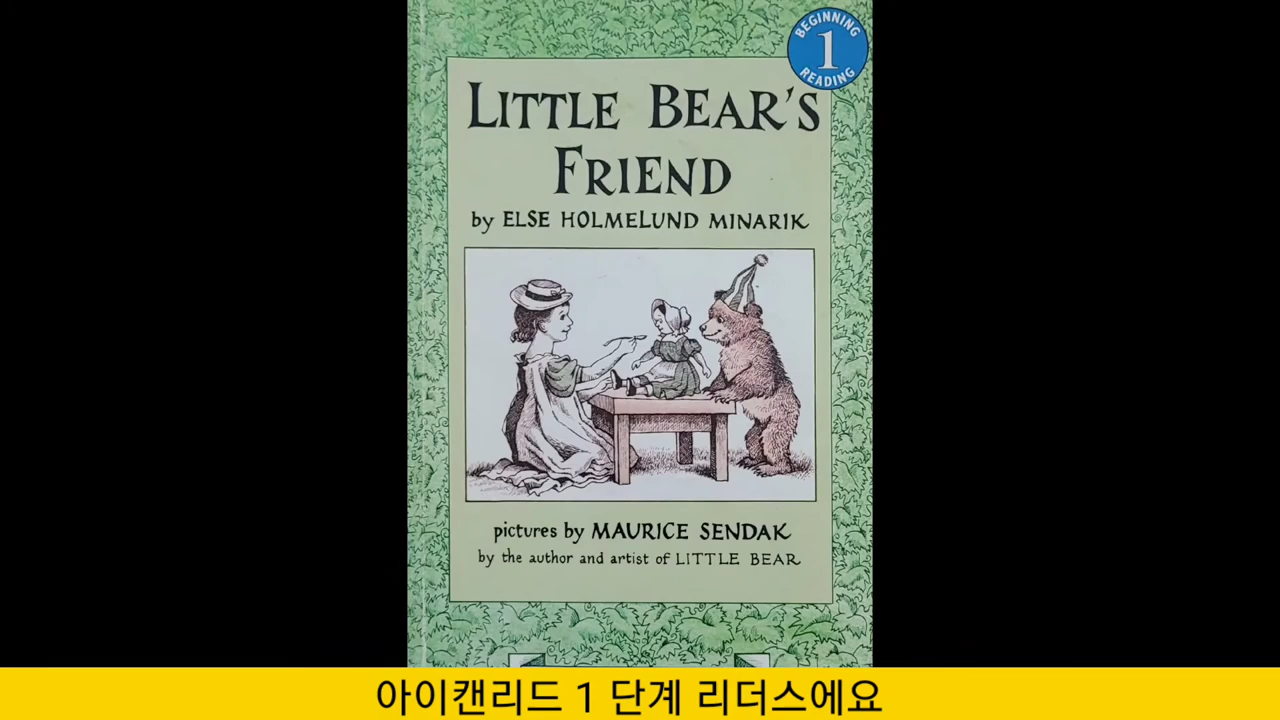 BEGINNING
1
READING
LITTLE BEAR'S
FRIEND
by ELSE HOLMELUND MINARIK
pictures by MAURICE SENDAK
by the author and artist of LITTLE BEAR
아이캔리드 1 단계 리더스에요